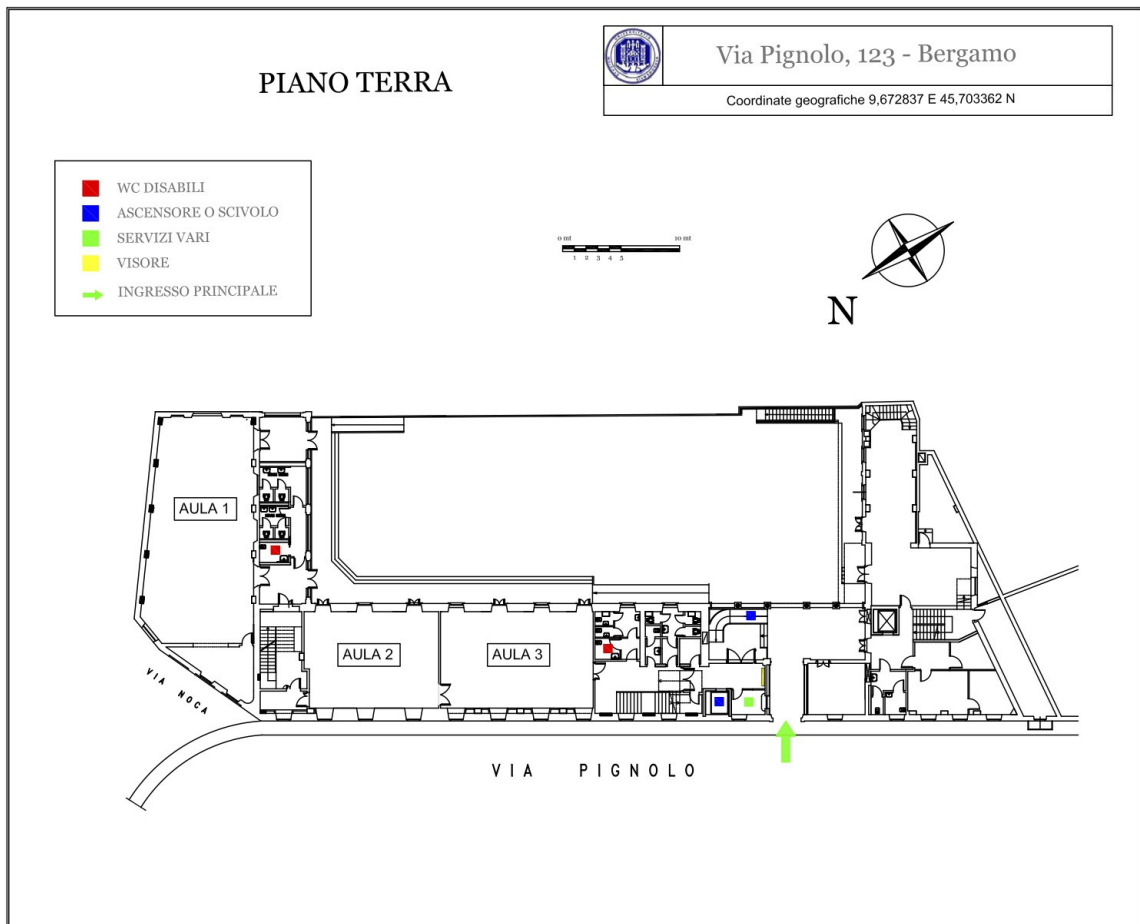 PIANO TERRA
Via Pignolo, 123 - Bergamo
Coordinate geografiche 9,672837 E 45,703362 N
WC DISABILI
ASCENSORE O SCIVOLO
SERVIZI VARI
VISORE
INGRESSO PRINCIPALE
0 mt 10 mt
1 2 3 4 5
N
AULA 1
AULA 2
AULA 3
VIA NOCA
VIA PIGNOLO